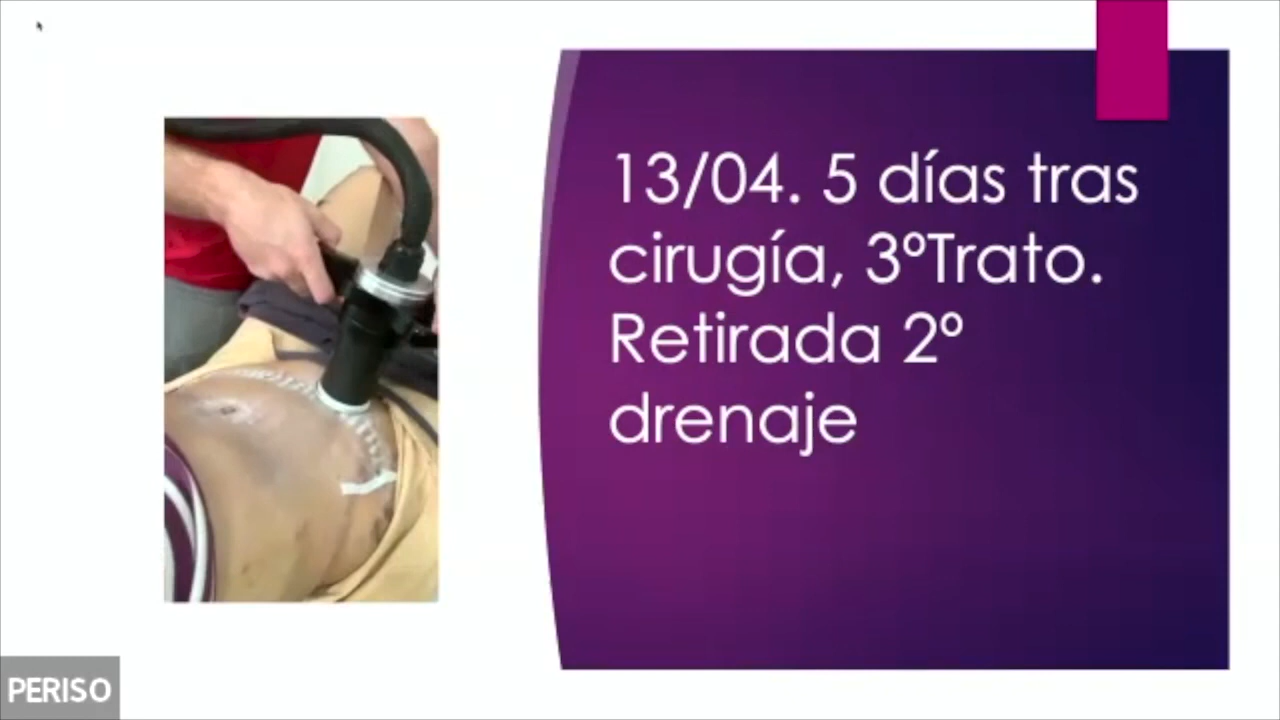 13/04. 5 días tras
cirugía, 3ºTrato.
Retirada 2º
drenaje
PERISO